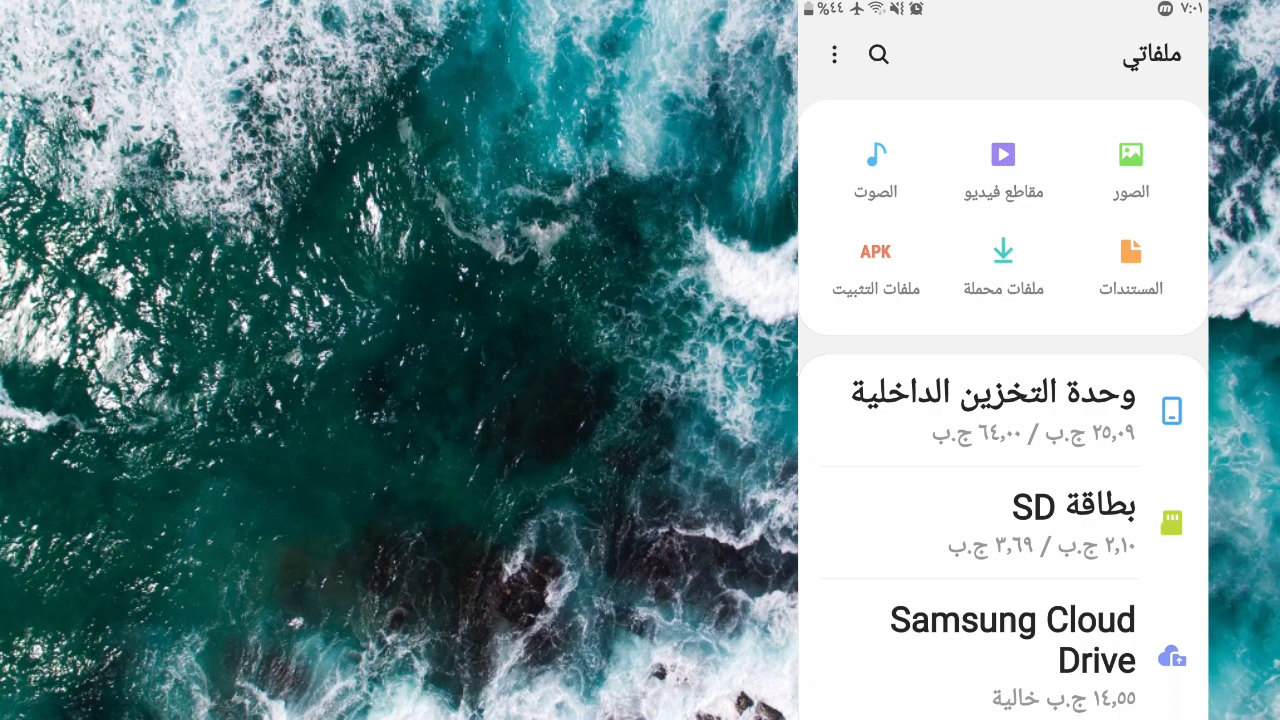 ٧:٠١ %٤٤
ملفاتي
الصور مقاطع فيديو الصوت
APK
المستندات ملفات محملة ملفات التثبيت
وحدة التخزين الداخلية
٢٥,٠٩ ج.ب / ٦٤,٠٠ ج.ب
بطاقة SD
٢,١٠ ج.ب / ٣,٦٩ ج.ب
Samsung Cloud
Drive
١٤,٥٥ ج.ب خالية